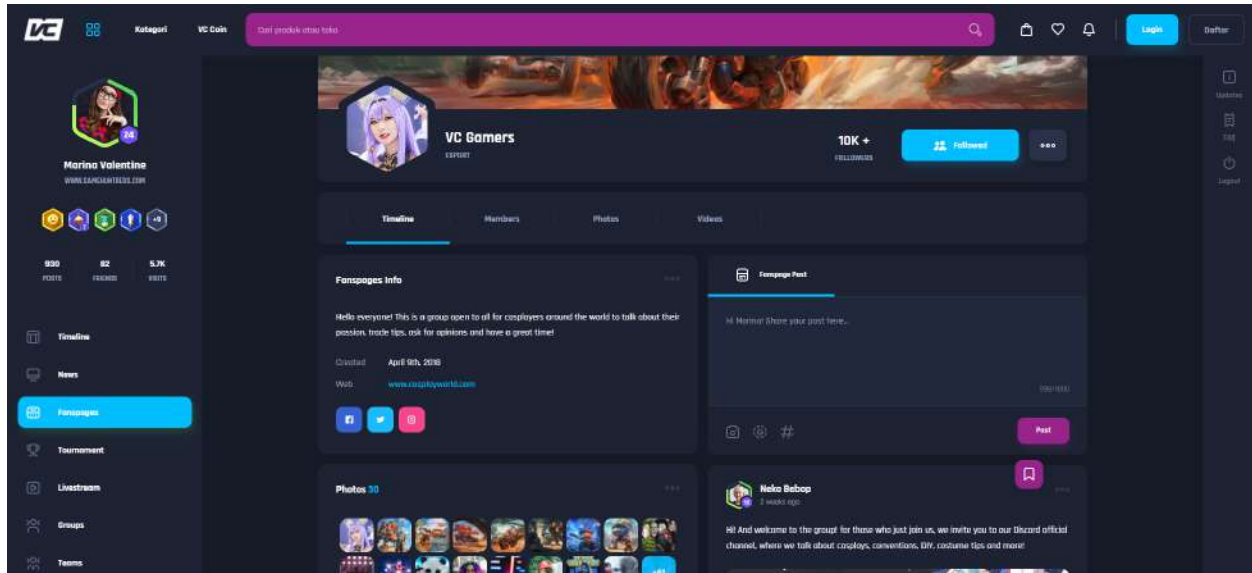 VC
Kategori
VC Coin
Cari produk atau toko
Login
Daftar
24
Marina Valentine
WWW.GAMEHUNTRESS.COM
+9
930
82
5.7K
POSTS
FRIENDS
VISITS
Timeline
News
Fanspages
Tournament
Livestream
Groups
Teams
VC Gamers
ESPORT
10K +
FOLLOWERS
Followed
Timeline
Members
Photos
Videos
Fanspages Info
Hello everyone! This is a group open to all for cosplayers around the world to talk about their
passion, trade tips, ask for opinions and have a great time!
Created
April 9th, 2016
Web
www.cosplayworld.com
Photos 30
Fanspage Post
Hi Marina! Share your post here...
Post
Neko Bebop
2 weeks ago
Hi! And welcome to the group! for those who just join us, we invite you to our Discord official
channel, where we talk about cosplays, conventions, DIY, costume tips and more!
Updates
Logout